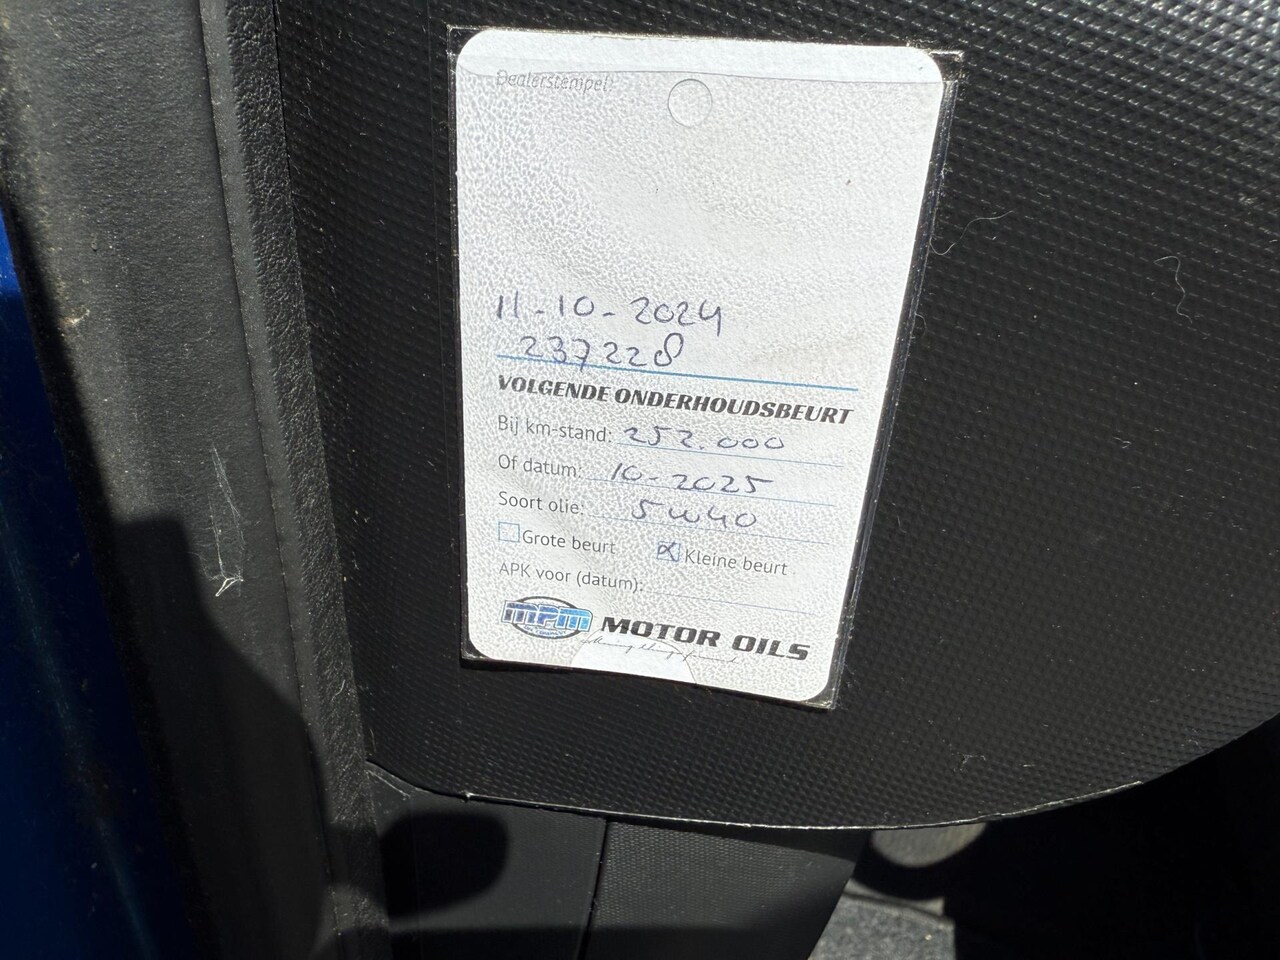 Dealerstempel:
11-10-2024
237228
VOLGENDE ONDERHOUDSBEURT
Bij km-stand: 252.000
Of datum: 10-2025
Soort olie: 5W40
Grote beurt Kleine beurt
APK voor (datum):
MPM MOTOR OILS